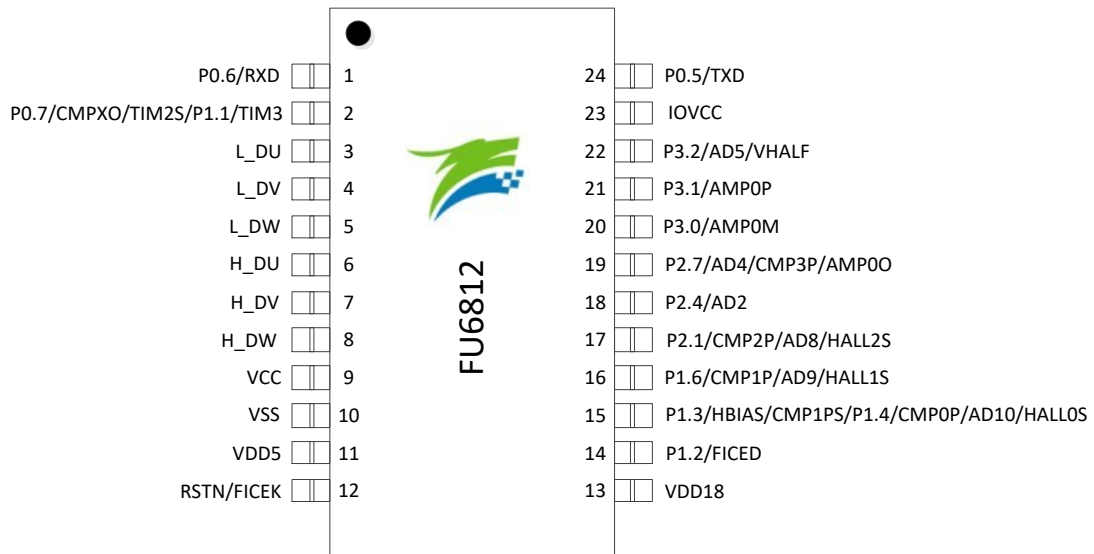 P0.6/RXD 1 24 P0.5/TXD
P0.7/CMPXO/TIM2S/P1.1/TIM3 2 23 IOVCC
L_DU 3 22 P3.2/AD5/VHALF
L_DV 4 21 P3.1/AMP0P
L_DW 5 20 P3.0/AMP0M
H_DU 6 19 P2.7/AD4/CMP3P/AMP0O
H_DV 7 18 P2.4/AD2
H_DW 8 17 P2.1/CMP2P/AD8/HALL2S
VCC 9 16 P1.6/CMP1P/AD9/HALL1S
VSS 10 15 P1.3/HBIAS/CMP1PS/P1.4/CMP0P/AD10/HALL0S
VDD5 11 14 P1.2/FICED
RSTN/FICEK 12 13 VDD18
FU6812